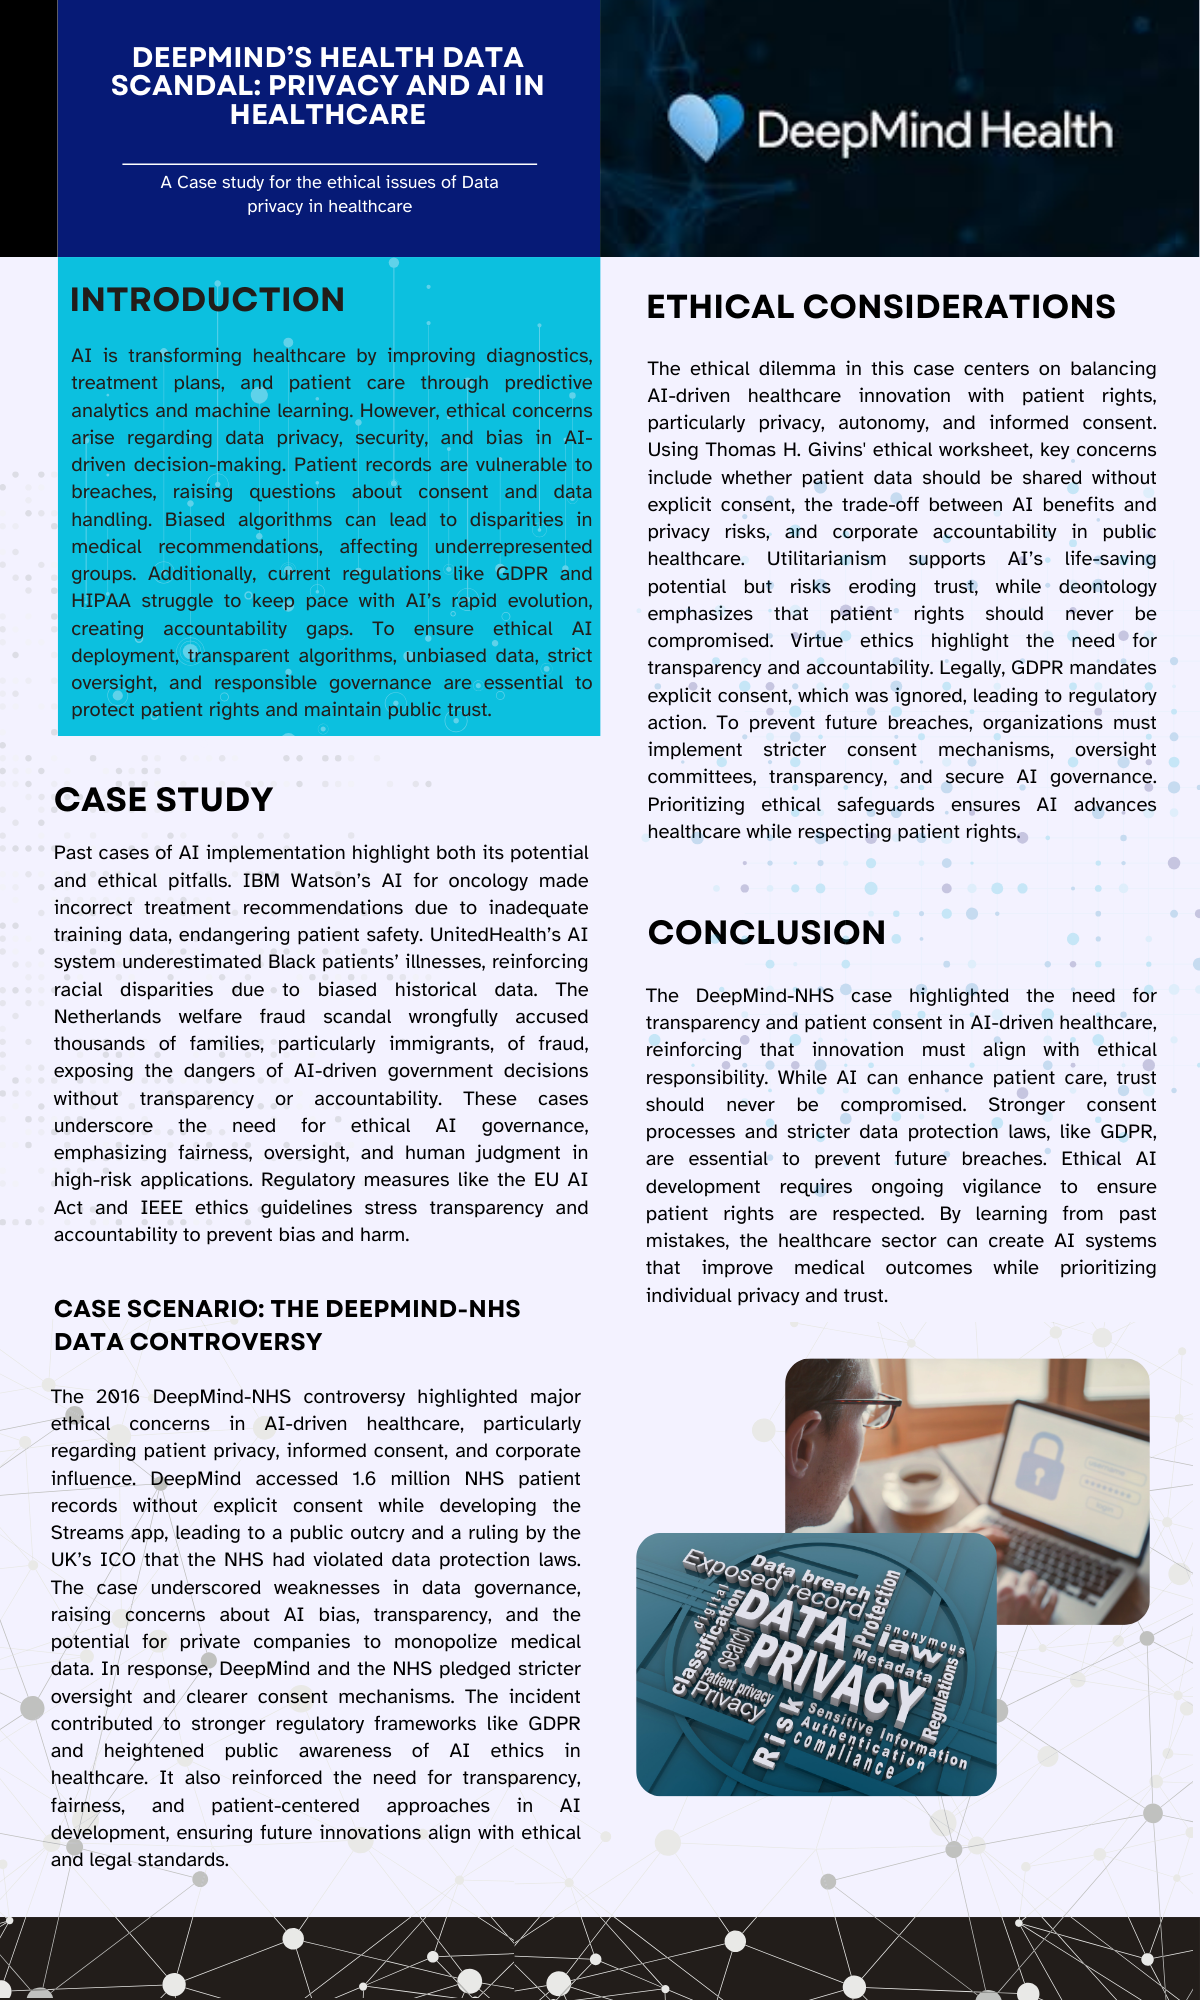 DEEPMIND’S HEALTH DATA
SCANDAL: PRIVACY AND AI IN
HEALTHCARE
A Case study for the ethical issues of Data
privacy in healthcare
DeepMind Health
INTRODUCTION
AI is transforming healthcare by improving diagnostics,
treatment plans, and patient care through predictive
analytics and machine learning. However, ethical concerns
arise regarding data privacy, security, and bias in AI-
driven decision-making. Patient records are vulnerable to
breaches, raising questions about consent and data
handling. Biased algorithms can lead to disparities in
medical recommendations, affecting underrepresented
groups. Additionally, current regulations like GDPR and
HIPAA struggle to keep pace with AI’s rapid evolution,
creating accountability gaps. To ensure ethical AI
deployment, transparent algorithms, unbiased data, strict
oversight, and responsible governance are essential to
protect patient rights and maintain public trust.
CASE STUDY
Past cases of AI implementation highlight both its potential
and ethical pitfalls. IBM Watson’s AI for oncology made
incorrect treatment recommendations due to inadequate
training data, endangering patient safety. UnitedHealth’s AI
system underestimated Black patients’ illnesses, reinforcing
racial disparities due to biased historical data. The
Netherlands welfare fraud scandal wrongfully accused
thousands of families, particularly immigrants, of fraud,
exposing the dangers of AI-driven government decisions
without transparency or accountability. These cases
underscore the need for ethical AI governance,
emphasizing fairness, oversight, and human judgment in
high-risk applications. Regulatory measures like the EU AI
Act and IEEE ethics guidelines stress transparency and
accountability to prevent bias and harm.
CASE SCENARIO: THE DEEPMIND-NHS
DATA CONTROVERSY
The 2016 DeepMind-NHS controversy highlighted major
ethical concerns in AI-driven healthcare, particularly
regarding patient privacy, informed consent, and corporate
influence. DeepMind accessed 1.6 million NHS patient
records without explicit consent while developing the
Streams app, leading to a public outcry and a ruling by the
UK’s ICO that the NHS had violated data protection laws.
The case underscored weaknesses in data governance,
raising concerns about AI bias, transparency, and the
potential for private companies to monopolize medical
data. In response, DeepMind and the NHS pledged stricter
oversight and clearer consent mechanisms. The incident
contributed to stronger regulatory frameworks like GDPR
and heightened public awareness of AI ethics in
healthcare. It also reinforced the need for transparency,
fairness, and patient-centered approaches in AI
development, ensuring future innovations align with ethical
and legal standards.
ETHICAL CONSIDERATIONS
The ethical dilemma in this case centers on balancing
AI-driven healthcare innovation with patient rights,
particularly privacy, autonomy, and informed consent.
Using Thomas H. Givins' ethical worksheet, key concerns
include whether patient data should be shared without
explicit consent, the trade-off between AI benefits and
privacy risks, and corporate accountability in public
healthcare. Utilitarianism supports AI’s life-saving
potential but risks eroding trust, while deontology
emphasizes that patient rights should never be
compromised. Virtue ethics highlight the need for
transparency and accountability. Legally, GDPR mandates
explicit consent, which was ignored, leading to regulatory
action. To prevent future breaches, organizations must
implement stricter consent mechanisms, oversight
committees, transparency, and secure AI governance.
Prioritizing ethical safeguards ensures AI advances
healthcare while respecting patient rights.
CONCLUSION
The DeepMind-NHS case highlighted the need for
transparency and patient consent in AI-driven healthcare,
reinforcing that innovation must align with ethical
responsibility. While AI can enhance patient care, trust
should never be compromised. Stronger consent
processes and stricter data protection laws, like GDPR,
are essential to prevent future breaches. Ethical AI
development requires ongoing vigilance to ensure
patient rights are respected. By learning from past
mistakes, the healthcare sector can create AI systems
that improve medical outcomes while prioritizing
individual privacy and trust.
username
********
login
Data breach
Exposed record
digital
classification
search
DATA
Protection
law
anonymous
Metadata
PRIVACY
Patient privacy
Privacy
Risk
Regulations
Sensitive Information
Authentication
compliance